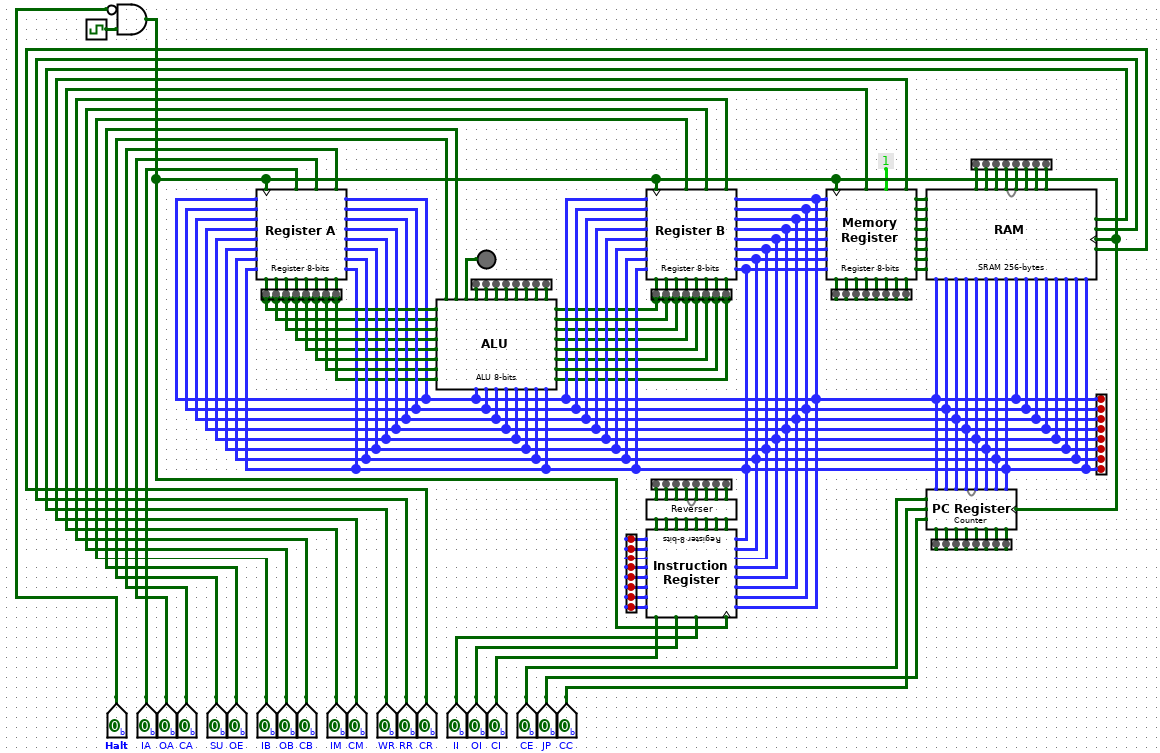 1
Register A
Register 8-bits
Register B
Register 8-bits
Memory
Register
Register 8-bits
RAM
SRAM 256-bytes
ALU
ALU 8-bits
Reverser
Register 8-bits
Instruction
Register
PC Register
Counter
0 b 0 b 0 b 0 b 0 b 0 b 0 b 0 b 0 b 0 b 0 b 0 b 0 b 0 b 0 b 0 b 0 b 0 b 0 b 0 b
Halt IA OA CA SU OE IB OB CB IM CM WR RR CR II OI CI CE JP CC